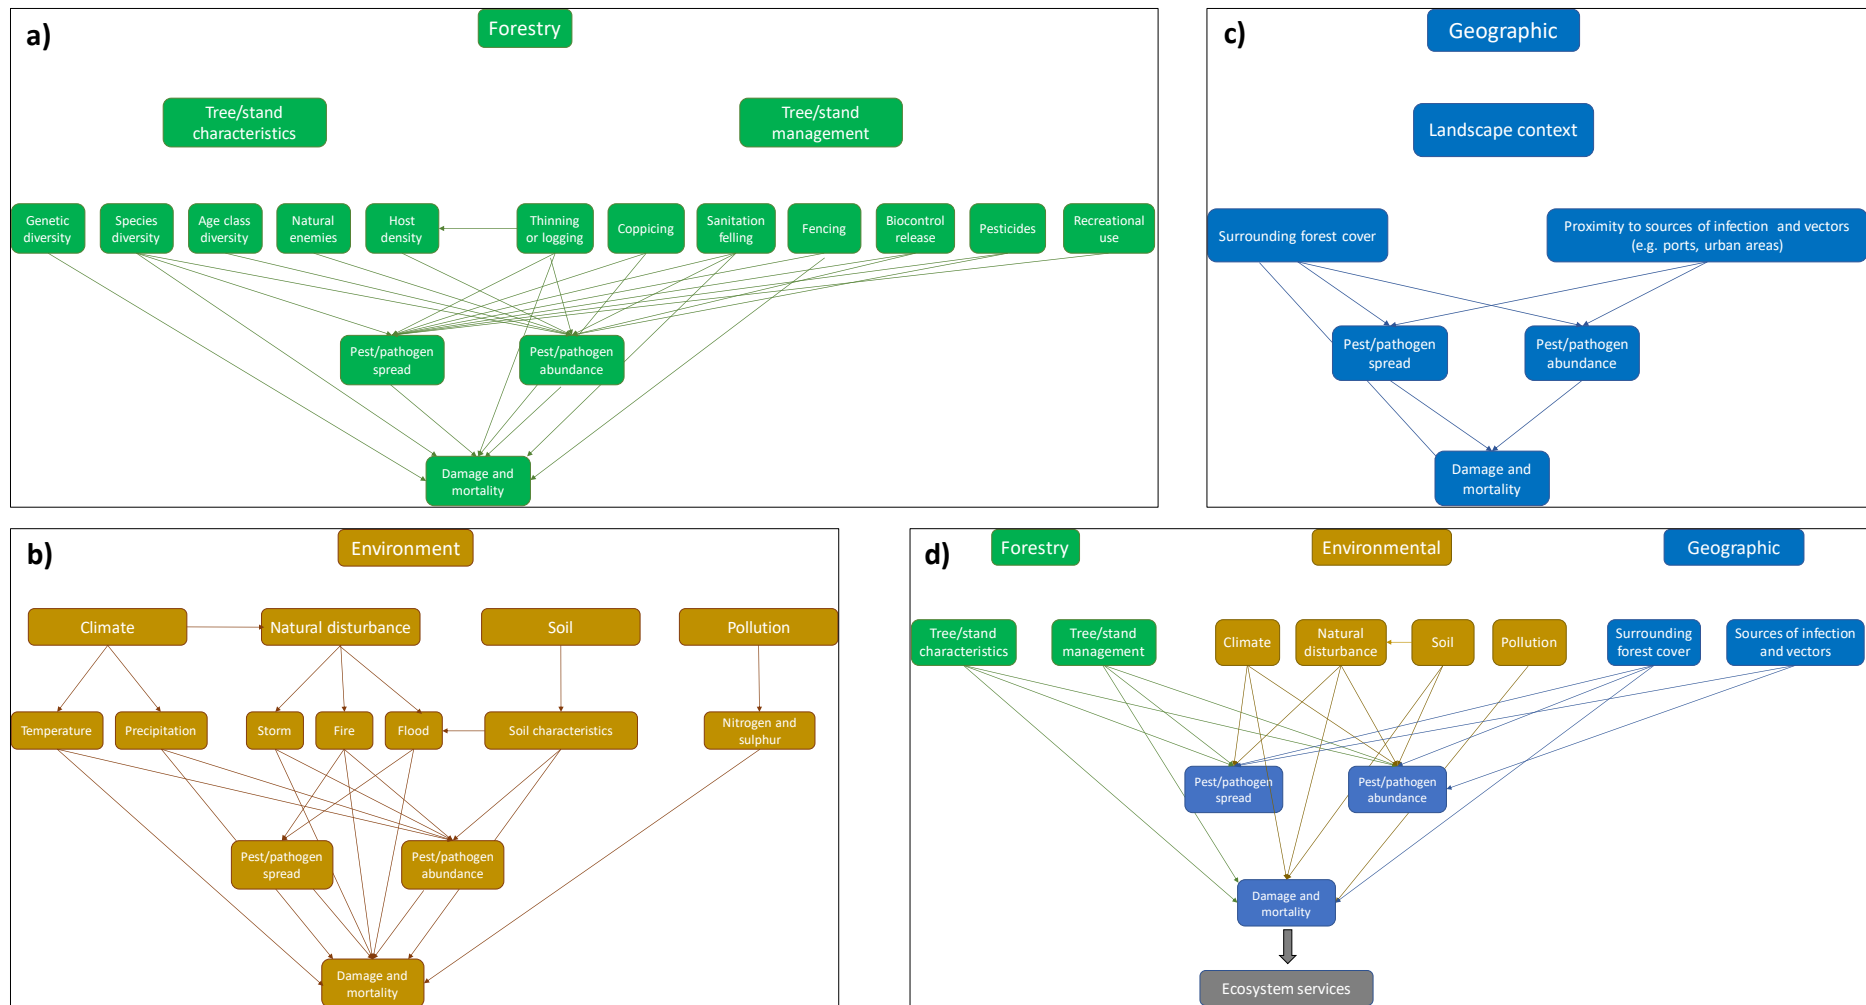 a)
Forestry
Tree/stand
characteristics
Tree/stand
management
Genetic
diversity
Species
diversity
Age class
diversity
Natural
enemies
Host
density
Thinning
or logging
Coppicing
Sanitation
felling
Fencing
Biocontrol
release
Pesticides
Recreational
use
Pest/pathogen
spread
Pest/pathogen
abundance
Damage and
mortality
c)
Geographic
Landscape context
Surrounding forest cover
Proximity to sources of infection and vectors
(e.g. ports, urban areas)
Pest/pathogen
spread
Pest/pathogen
abundance
Damage and
mortality
b)
Environment
Climate
Natural disturbance
Soil
Pollution
Temperature
Precipitation
Storm
Fire
Flood
Soil characteristics
Nitrogen and
sulphur
Pest/pathogen
spread
Pest/pathogen
abundance
Damage and
mortality
d)
Forestry
Environmental
Geographic
Tree/stand
characteristics
Tree/stand
management
Climate
Natural
disturbance
Soil
Pollution
Surrounding
forest cover
Sources of infection
and vectors
Pest/pathogen
spread
Pest/pathogen
abundance
Damage and
mortality
Ecosystem services